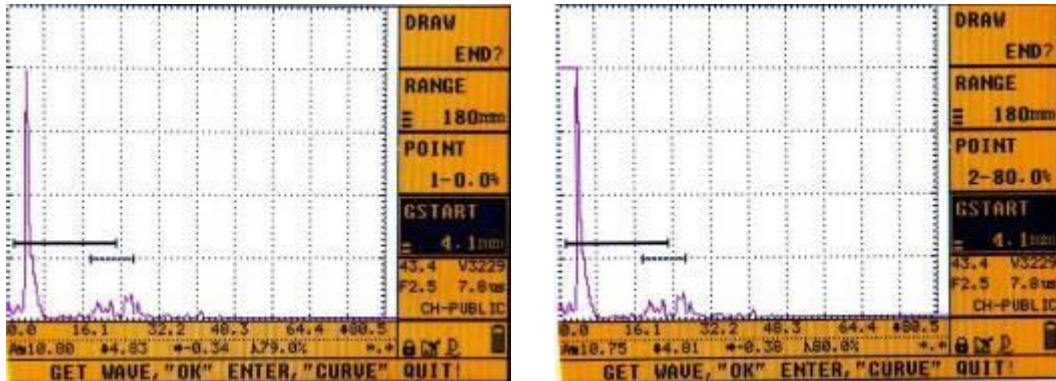 DRAW
END?
RANGE
180mm
POINT
1-0.0%
GSTART
4.1mm
43.4 V3229
F2.5 7.8us
CH-PUBLIC
0.0 16.1 32.2 48.3 64.4 80.5
10.80 4.83 -0.34 79.0%
GET WAVE,"OK" ENTER,"CURVE" QUIT!
DRAW
END?
RANGE
180mm
POINT
2-80.0%
GSTART
4.1mm
43.4 V3229
F2.5 7.8us
CH-PUBLIC
0.0 16.1 32.2 48.3 64.4 80.5
10.75 4.81 -0.38 80.0%
GET WAVE,"OK" ENTER,"CURVE" QUIT!